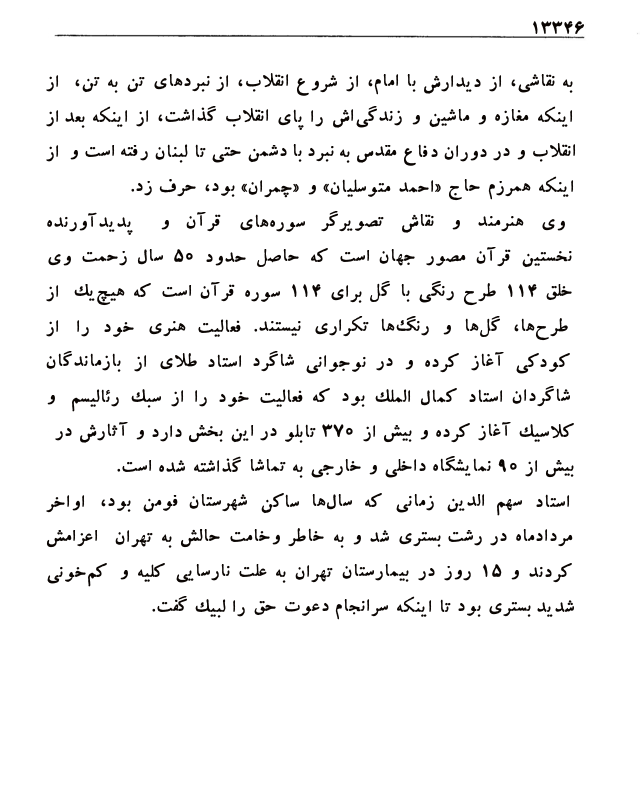 ۱۳۳۴۶
به نقاشی، از دیدارش با امام، از شروع انقلاب، از نبردهای تن به تن، از
اینکه مغازه و ماشین و زندگی‌اش را پای انقلاب گذاشت، از اینکه بعد از
انقلاب و در دوران دفاع مقدس به نبرد با دشمن حتی تا لبنان رفته است و از
اینکه همرزم حاج «احمد متوسلیان» و «چمران» بود، حرف زد.
وی هنرمند و نقاش تصویرگر سوره‌های قرآن و پدیدآورنده
نخستین قرآن مصور جهان است که حاصل حدود ۵۰ سال زحمت وی
خلق ۱۱۴ طرح رنگی با گل برای ۱۱۴ سوره قرآن است که هیچ‌یك از
طرح‌ها، گل‌ها و رنگ‌ها تکراری نیستند. فعالیت هنری خود را از
کودکی آغاز کرده و در نوجوانی شاگرد استاد طلای از بازماندگان
شاگردان استاد کمال الملك بود که فعالیت خود را از سبك رئالیسم و
کلاسیك آغاز کرده و بیش از ۳۷۰ تابلو در این بخش دارد و آثارش در
بیش از ۹۰ نمایشگاه داخلی و خارجی به تماشا گذاشته شده است.
استاد سهم الدین زمانی که سال‌ها ساکن شهرستان فومن بود، اواخر
مردادماه در رشت بستری شد و به خاطر وخامت حالش به تهران اعزامش
کردند و ۱۵ روز در بیمارستان تهران به علت نارسایی کلیه و کم‌خونی
شدید بستری بود تا اینکه سرانجام دعوت حق را لبیك گفت.